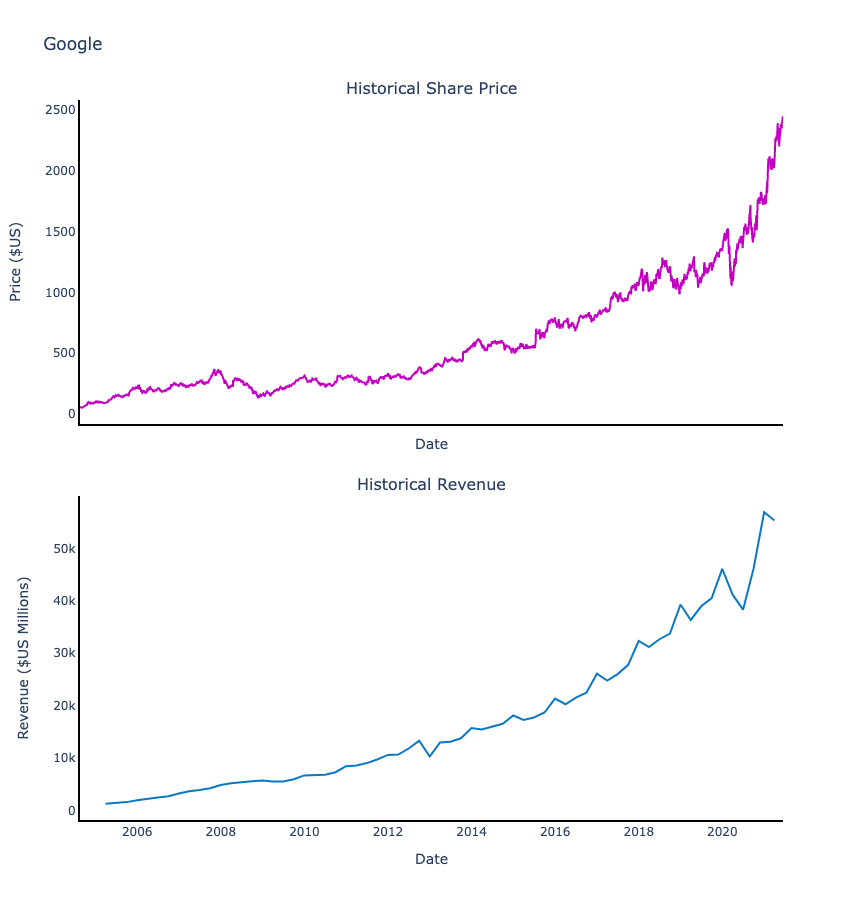 Google
Historical Share Price
2500
2000
1500
1000
500
0
Price ($US)
Date
Historical Revenue
50k
40k
30k
20k
10k
0
Revenue ($US Millions)
2006 2008 2010 2012 2014 2016 2018 2020
Date